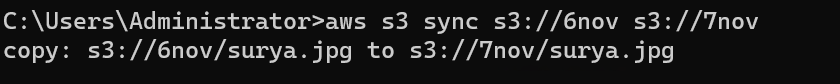 C:\Users\Administrator>aws s3 sync s3://6nov s3://7nov
copy: s3://6nov/surya.jpg to s3://7nov/surya.jpg